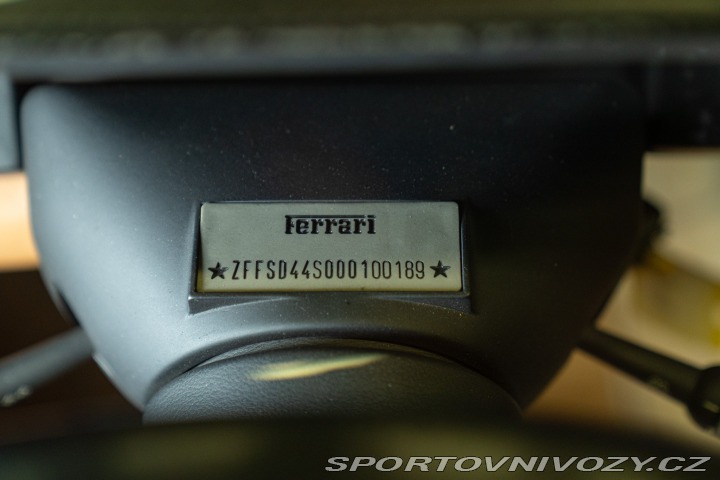 Ferrari
★ZFFSD44S000100189★
SPORTOVNIVOZY.CZ